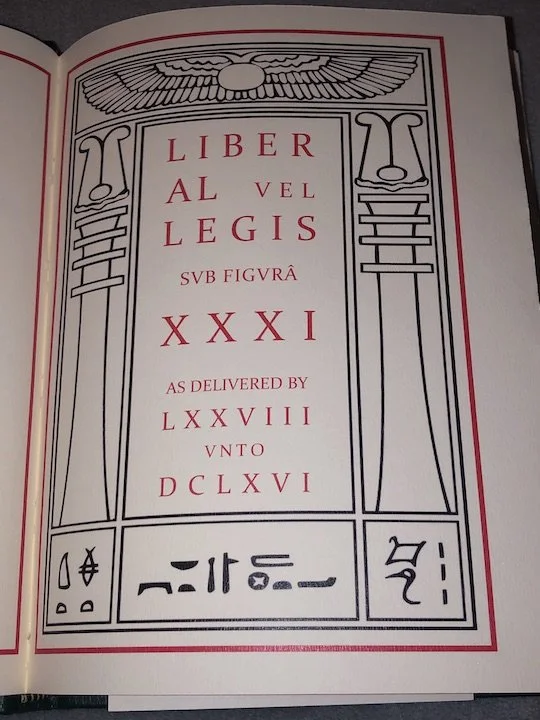 LIBER
AL VEL
LEGIS
SVB FIGVRÂ
XXXI
AS DELIVERED BY
LXXVIII
VNTO
DCLXVI